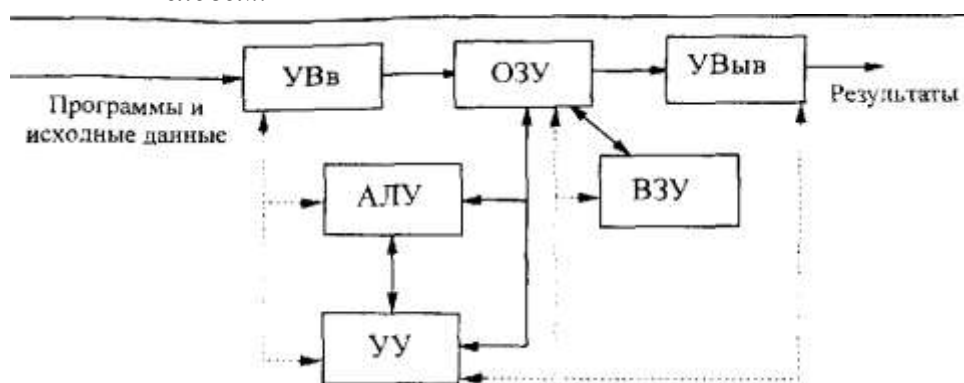 УВв
ОЗУ
УВыв
Программы и
исходные данные
Результаты
АЛУ
ВЗУ
УУ